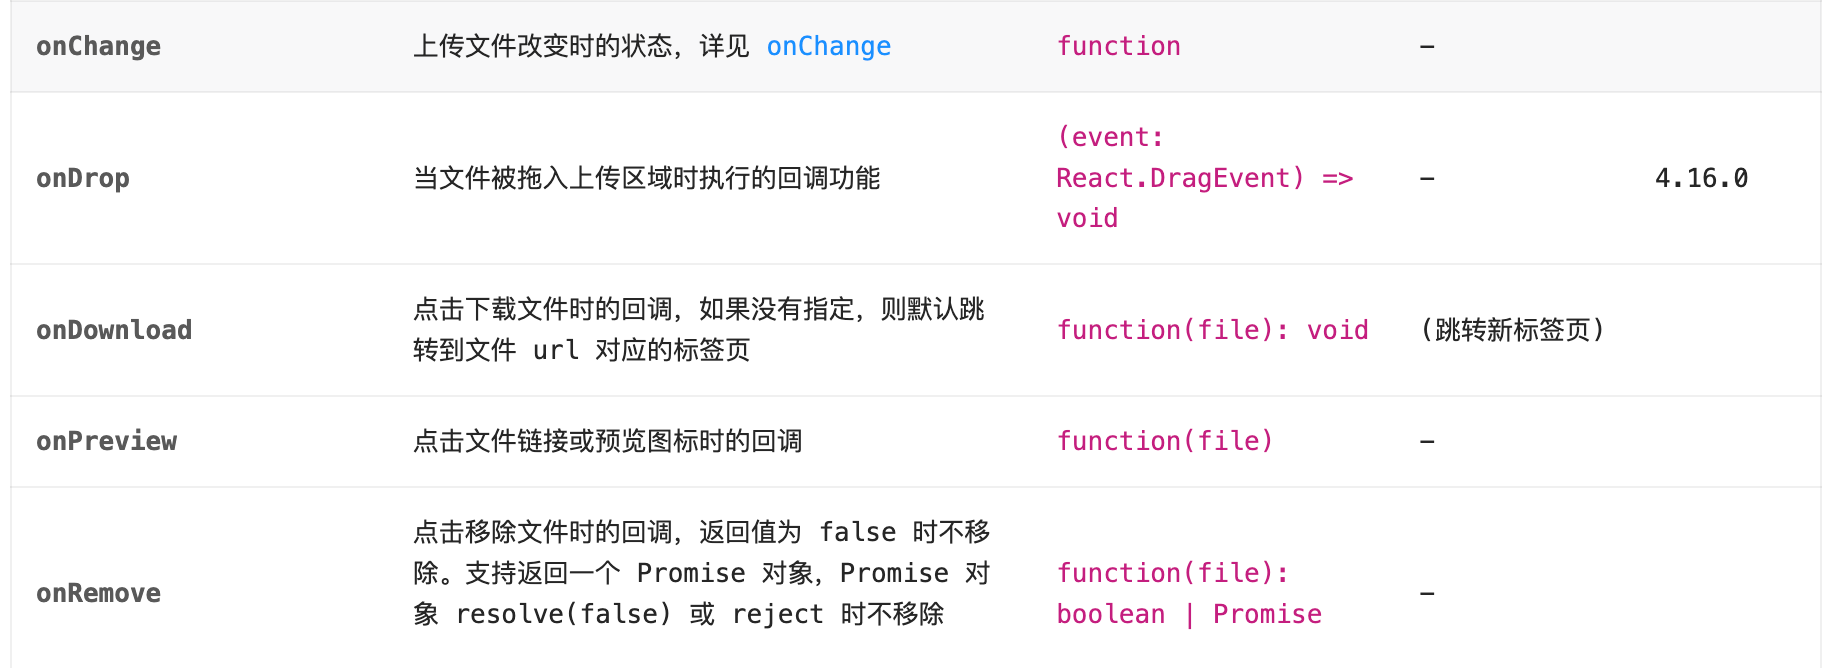 onChange 上传文件改变时的状态，详见 onChange function –
onDrop 当文件被拖入上传区域时执行的回调功能 (event:
React.DragEvent) =>
void – 4.16.0
onDownload 点击下载文件时的回调，如果没有指定，则默认跳
转到文件 url 对应的标签页 function(file): void (跳转新标签页)
onPreview 点击文件链接或预览图标时的回调 function(file) –
onRemove 点击移除文件时的回调，返回值为 false 时不移
除。支持返回一个 Promise 对象，Promise 对
象 resolve(false) 或 reject 时不移除 function(file):
boolean | Promise –